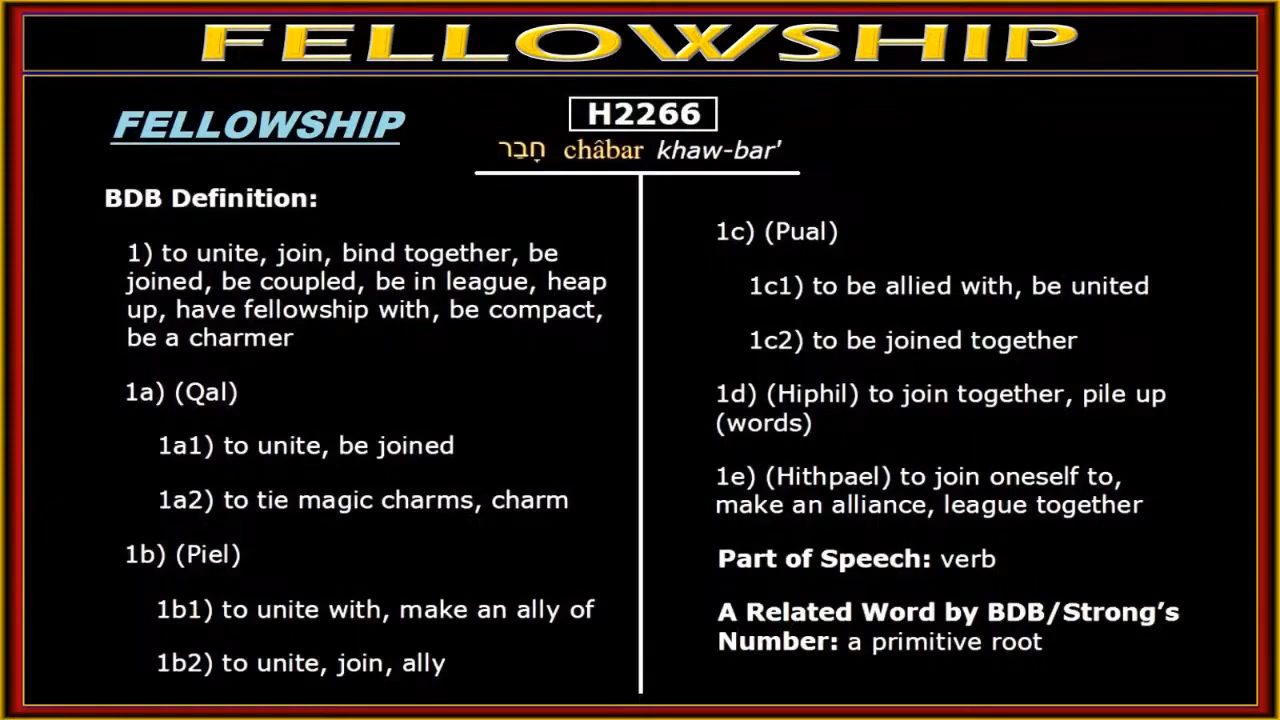 FELLOWSHIP
FELLOWSHIP
H2266
חָבַר châbar khaw-bar'
BDB Definition:
1) to unite, join, bind together, be
joined, be coupled, be in league, heap
up, have fellowship with, be compact,
be a charmer
1a) (Qal)
1a1) to unite, be joined
1a2) to tie magic charms, charm
1b) (Piel)
1b1) to unite with, make an ally of
1b2) to unite, join, ally
1c) (Pual)
1c1) to be allied with, be united
1c2) to be joined together
1d) (Hiphil) to join together, pile up
(words)
1e) (Hithpael) to join oneself to,
make an alliance, league together
Part of Speech: verb
A Related Word by BDB/Strong’s
Number: a primitive root